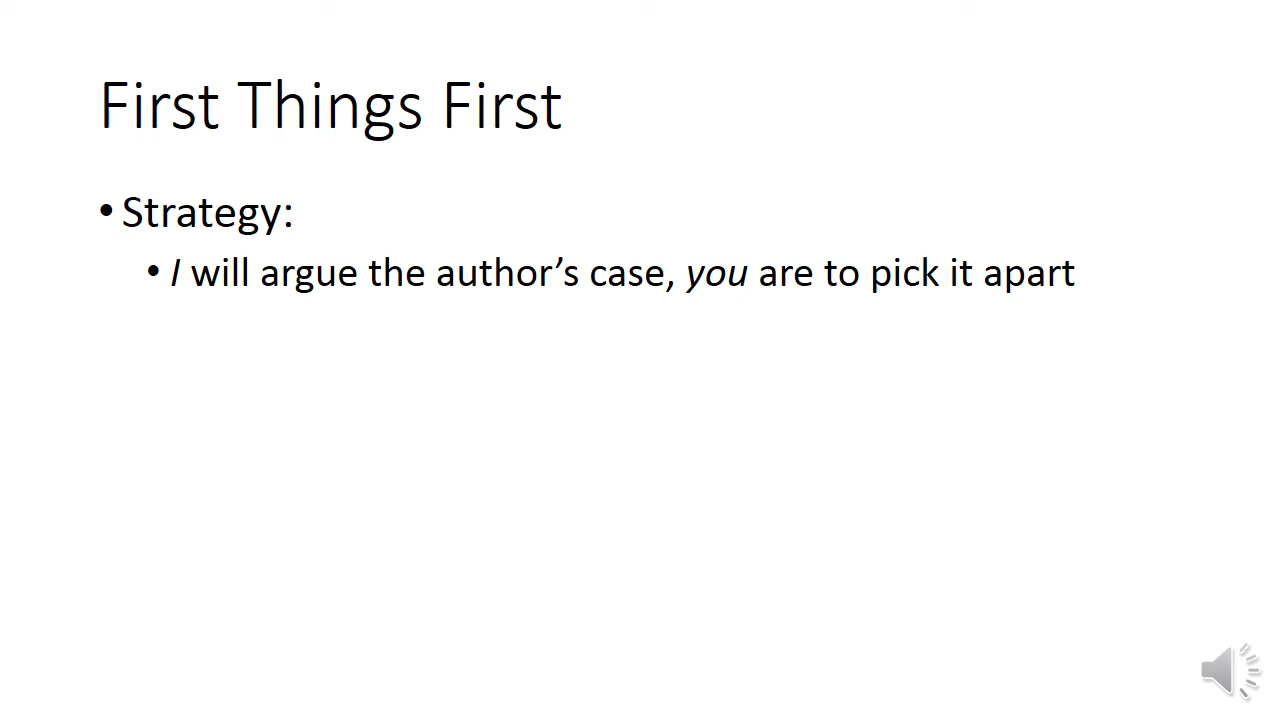 First Things First
• Strategy:
• I will argue the author’s case, you are to pick it apart